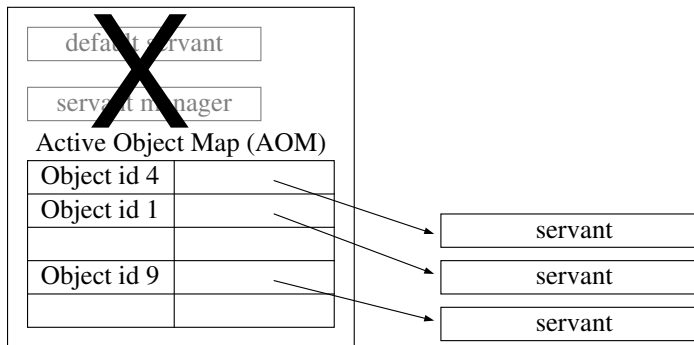 default servant
servant manager
Active Object Map (AOM)
Object id 4
Object id 1
Object id 9
servant
servant
servant